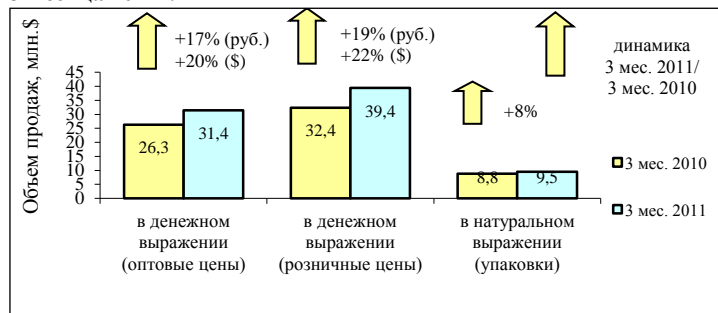 +17% (руб.)
+20% ($)
+19% (руб.)
+22% ($)
+8%
динамика
3 мес. 2011/
3 мес. 2010
Объем продаж, млн.$
45
40
35
30
25
20
15
10
5
0
26,3
31,4
32,4
39,4
8,8
9,5
3 мес. 2010
3 мес. 2011
в денежном
выражении
(оптовые цены)
в денежном
выражении
(розничные цены)
в натуральном
выражении
(упаковки)